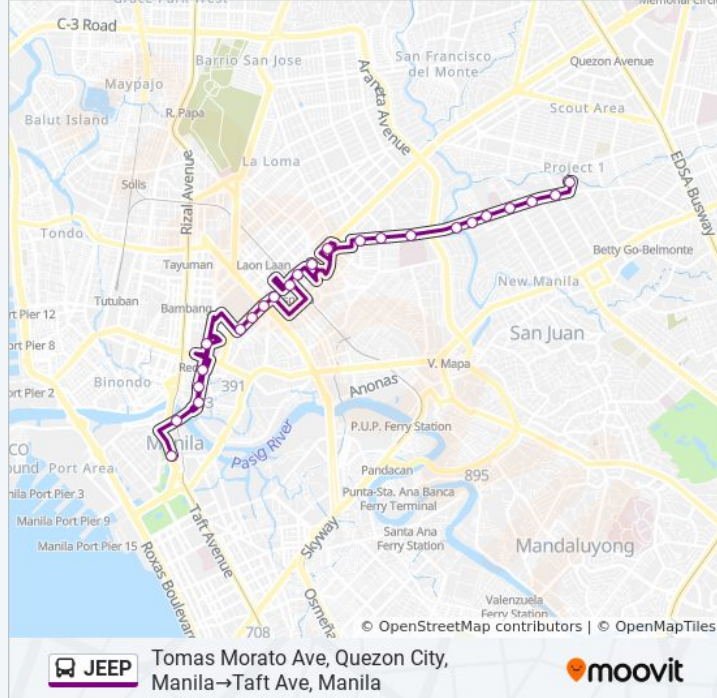 C-3 Road
Barrio San Jose
San Francisco
del Monte
Quezon Avenue
Maypajo
Araneta Avenue
Scout Area
R. Papa
Balut Island
La Loma
Project 1
EDSA Busway
Solis
Rizal Avenue
Tondo
Betty Go-Belmonte
Tayuman
Laon Laan
New Manila
Tutuban
Bambang
Pier 12
San Juan
ort Pier 8
V. Mapa
Binondo
391
Anonas
ort Pier 2
P.U.P. Ferry Station
Manila
Pasig River
Port Area
Pandacan
895
nila Port Pier 3
Punta-Sta. Ana Banca
Ferry Terminal
Manila Port Pier 9
Skyway
Santa Ana
Ferry Station
Manila Port Pier 15
Taft Avenue
Mandaluyong
Roxas Boulevar
Osmeña
Valenzuela
Ferry Station
708
© OpenStreetMap contributors | © OpenMapTiles
JEEP
Tomas Morato Ave, Quezon City,
Manila→Taft Ave, Manila
moovit